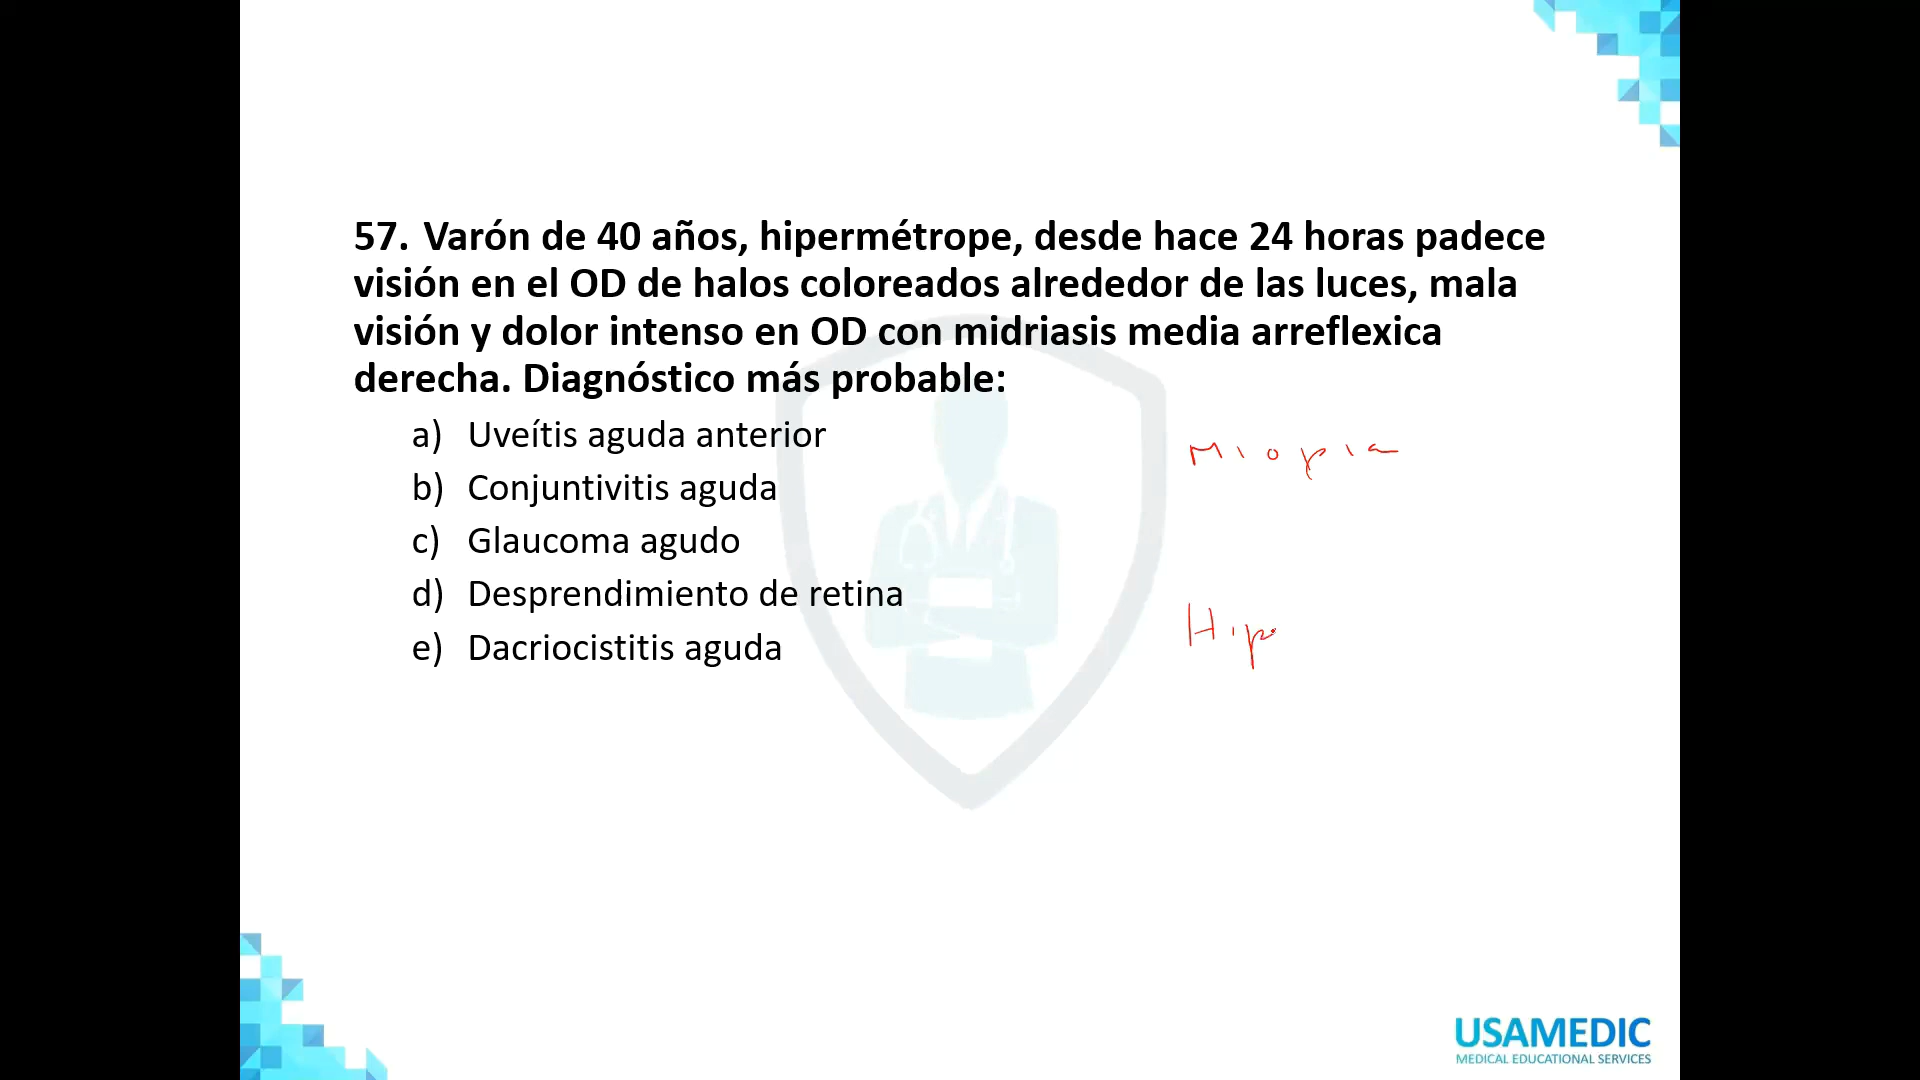 57. Varón de 40 años, hipermétrope, desde hace 24 horas padece
visión en el OD de halos coloreados alrededor de las luces, mala
visión y dolor intenso en OD con midriasis media arreflexica
derecha. Diagnóstico más probable:
a) Uveítis aguda anterior
b) Conjuntivitis aguda
c) Glaucoma agudo
d) Desprendimiento de retina
e) Dacriocistitis aguda
Miopia
Hip
USAMEDIC
MEDICAL EDUCATIONAL SERVICES